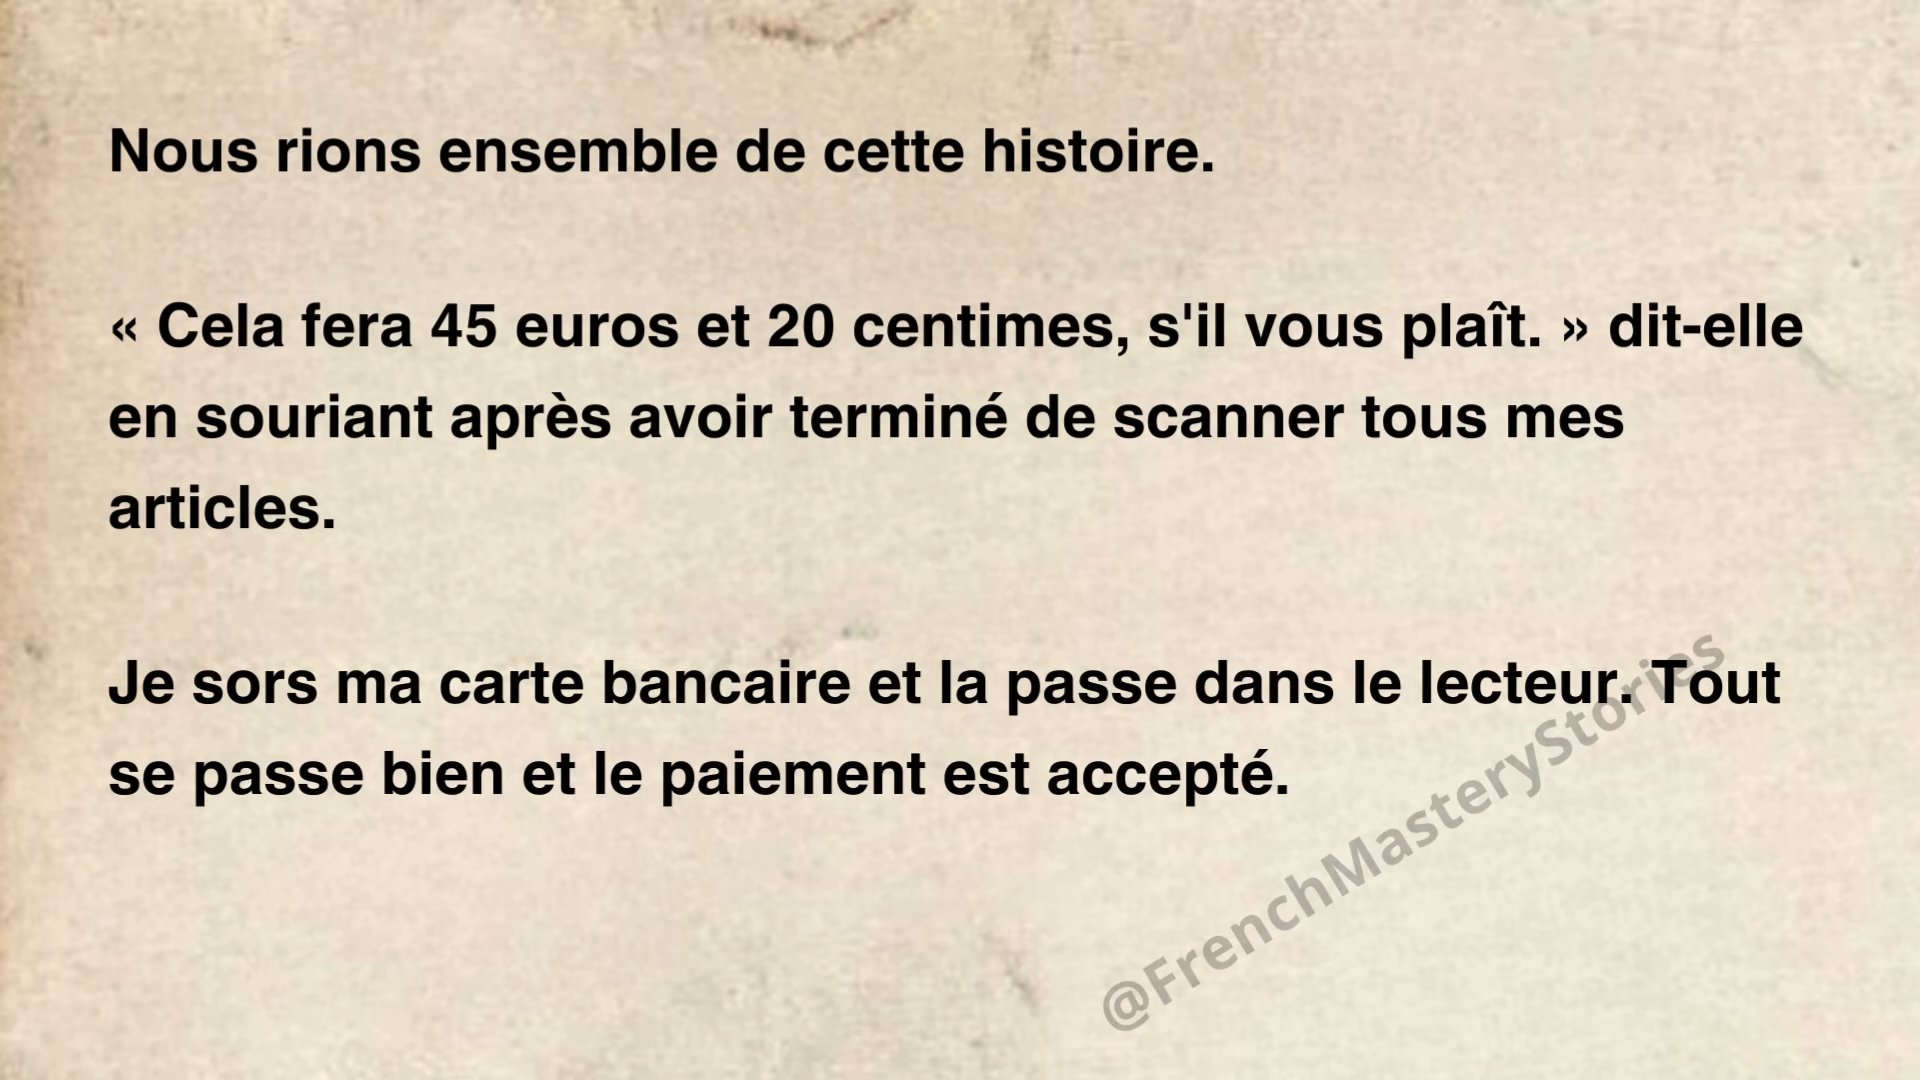 Nous rions ensemble de cette histoire.
« Cela fera 45 euros et 20 centimes, s'il vous plaît. » dit-elle
en souriant après avoir terminé de scanner tous mes
articles.
Je sors ma carte bancaire et la passe dans le lecteur. Tout
se passe bien et le paiement est accepté.
@FrenchMasteryStories